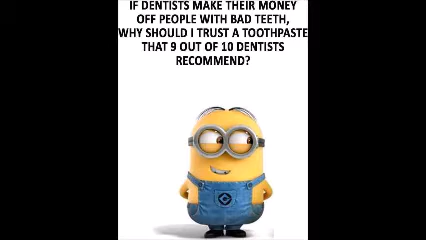 IF DENTISTS MAKE THEIR MONEY
OFF PEOPLE WITH BAD TEETH,
WHY SHOULD I TRUST A TOOTHPASTE
THAT 9 OUT OF 10 DENTISTS
RECOMMEND?